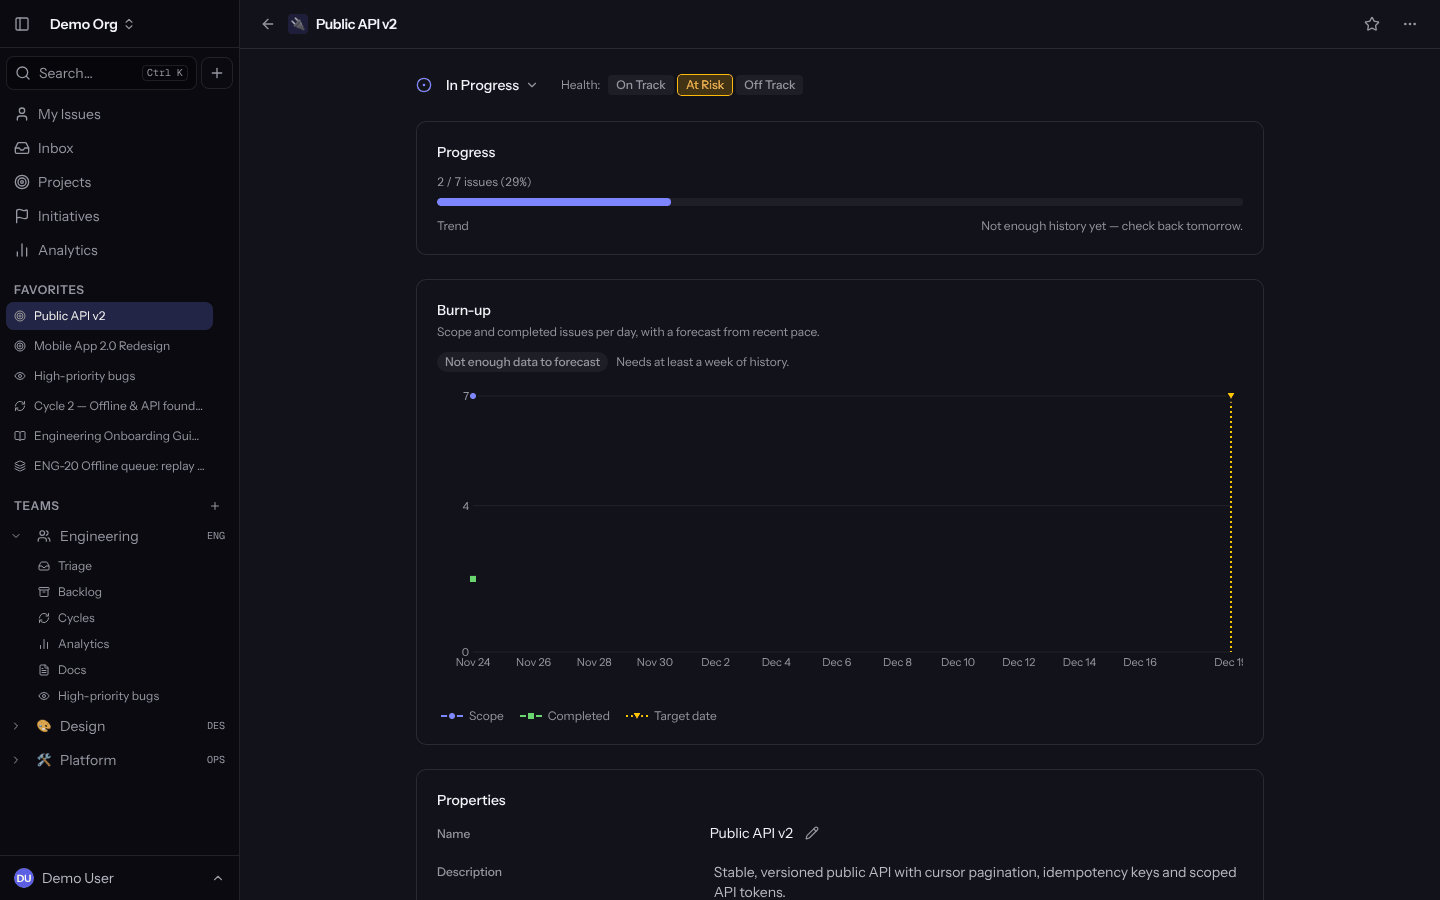 Demo Org
Search...
Ctrl K
My Issues
Inbox
Projects
Initiatives
Analytics
FAVORITES
Public API v2
Mobile App 2.0 Redesign
High-priority bugs
Cycle 2 — Offline & API found...
Engineering Onboarding Gui...
ENG-20 Offline queue: replay ...
TEAMS
Engineering ENG
Triage
Backlog
Cycles
Analytics
Docs
High-priority bugs
Design DES
Platform OPS
DU Demo User
Public API v2
In Progress
Health: On Track At Risk Off Track
Progress
2 / 7 issues (29%)
Trend Not enough history yet — check back tomorrow.
Burn-up
Scope and completed issues per day, with a forecast from recent pace.
Not enough data to forecast Needs at least a week of history.
7
4
0
Nov 24 Nov 26 Nov 28 Nov 30 Dec 2 Dec 4 Dec 6 Dec 8 Dec 10 Dec 12 Dec 14 Dec 16 Dec
Scope Completed Target date
Properties
Name Public API v2
Description Stable, versioned public API with cursor pagination, idempotency keys and scoped
API tokens.